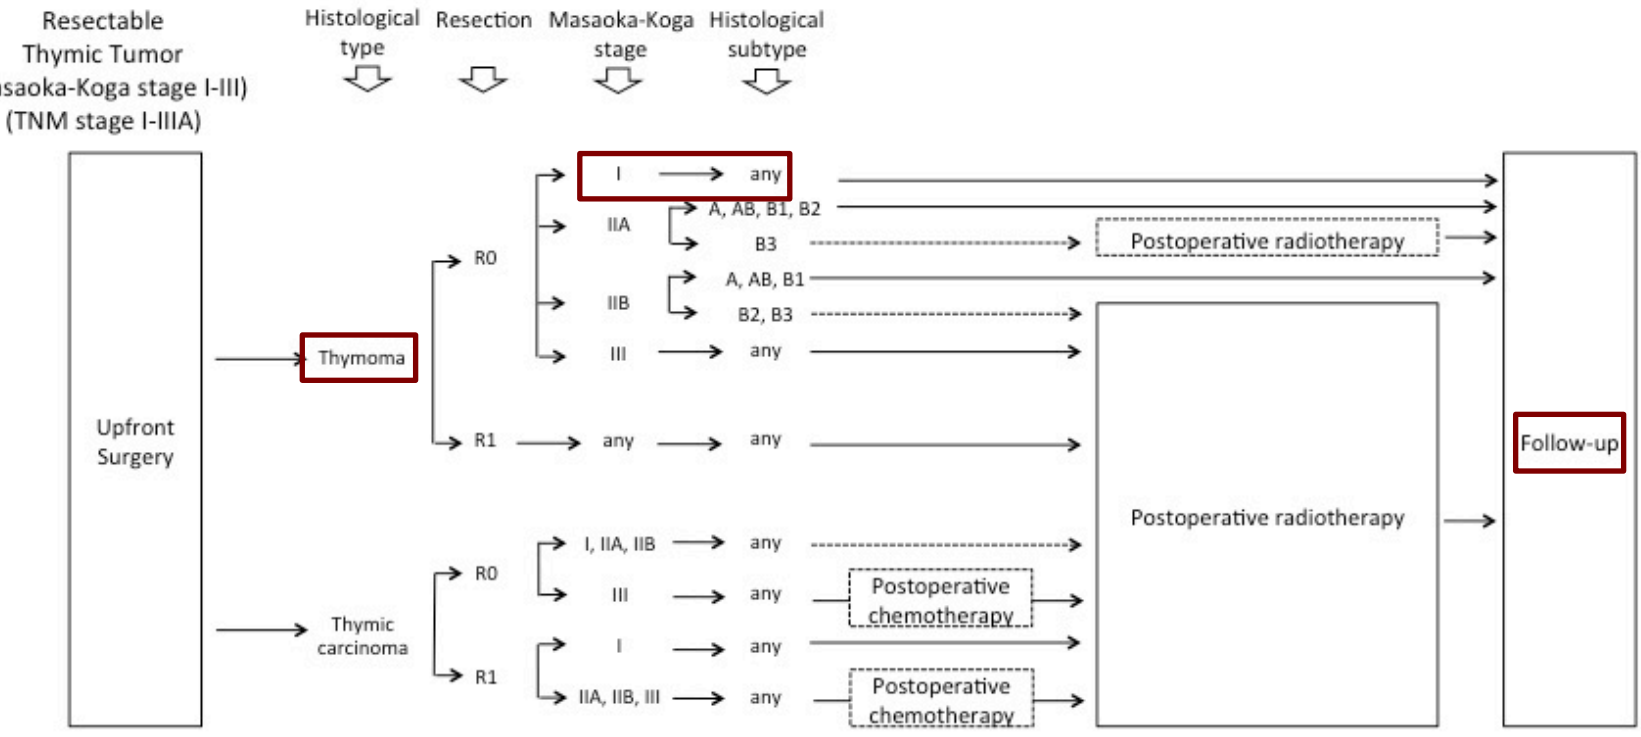 Resectable
Thymic Tumor
saoka-Koga stage I-III)
(TNM stage I-IIIA)
Histological
type
Resection
Masaoka-Koga
stage
Histological
subtype
Upfront
Surgery
Thymoma
R0
I
any
IIA
A, AB, B1, B2
B3
Postoperative radiotherapy
IIB
A, AB, B1
B2, B3
III
any
R1
any
any
Thymic
carcinoma
R0
I, IIA, IIB
any
III
any
Postoperative
chemotherapy
R1
I
any
IIA, IIB, III
any
Postoperative
chemotherapy
Postoperative radiotherapy
Follow-up